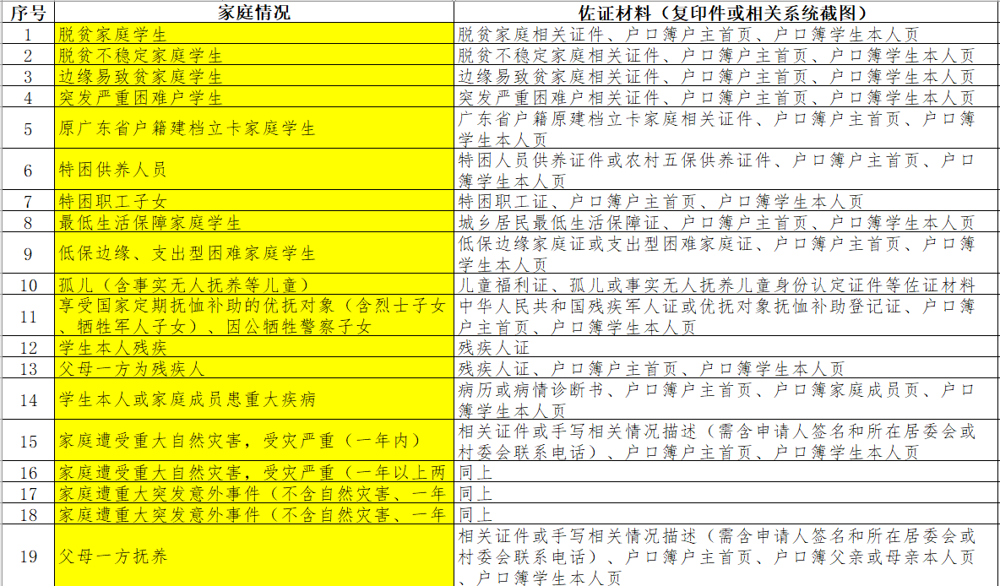 序号 家庭情况 佐证材料（复印件或相关系统截图）
1 脱贫家庭学生 脱贫家庭相关证件、户口簿户主首页、户口簿学生本人页
2 脱贫不稳定家庭学生 脱贫不稳定家庭相关证件、户口簿户主首页、户口簿学生本人页
3 边缘易致贫家庭学生 边缘易致贫家庭相关证件、户口簿户主首页、户口簿学生本人页
4 突发严重困难户学生 突发严重困难户相关证件、户口簿户主首页、户口簿学生本人页
5 原广东省户籍建档立卡家庭学生 广东省户籍原建档立卡家庭相关证件、户口簿户主首页、户口簿
学生本人页
6 特困供养人员 特困人员供养证件或农村五保供养证件、户口簿户主首页、户口
簿学生本人页
7 特困职工子女 特困职工证、户口簿户主首页、户口簿学生本人页
8 最低生活保障家庭学生 城乡居民最低生活保障证、户口簿户主首页、户口簿学生本人页
9 低保边缘、支出型困难家庭学生 低保边缘家庭证或支出型困难家庭证、户口簿户主首页、户口簿
学生本人页
10 孤儿（含事实无人抚养等儿童） 儿童福利证、孤儿或事实无人抚养儿童身份认定证件等佐证材料
11 享受国家定期抚恤补助的优抚对象（含烈士子女 中华人民共和国残疾军人证或优抚对象抚恤补助登记证、户口簿
、牺牲军人子女）、因公牺牲警察子女 户主首页、户口簿学生本人页
12 学生本人残疾 残疾人证
13 父母一方为残疾人 残疾人证、户口簿户主首页、户口簿学生本人页
14 学生本人或家庭成员患重大疾病 病历或病情诊断书、户口簿户主首页、户口簿家庭成员页、户口
簿学生本人页
15 家庭遭受重大自然灾害，受灾严重（一年内） 相关证件或手写相关情况描述（需含申请人签名和所在居委会或
村委会联系电话）、户口簿户主首页、户口簿学生本人页
16 家庭遭受重大自然灾害，受灾严重（一年以上两 同上
17 家庭遭重大突发意外事件（不含自然灾害、一年 同上
18 家庭遭重大突发意外事件（不含自然灾害、一年 同上
19 父母一方抚养 相关证件或手写相关情况描述（需含申请人签名和所在居委会或
村委会联系电话）、户口簿户主首页、户口簿父亲或母亲本人页
、户口簿学生本人页